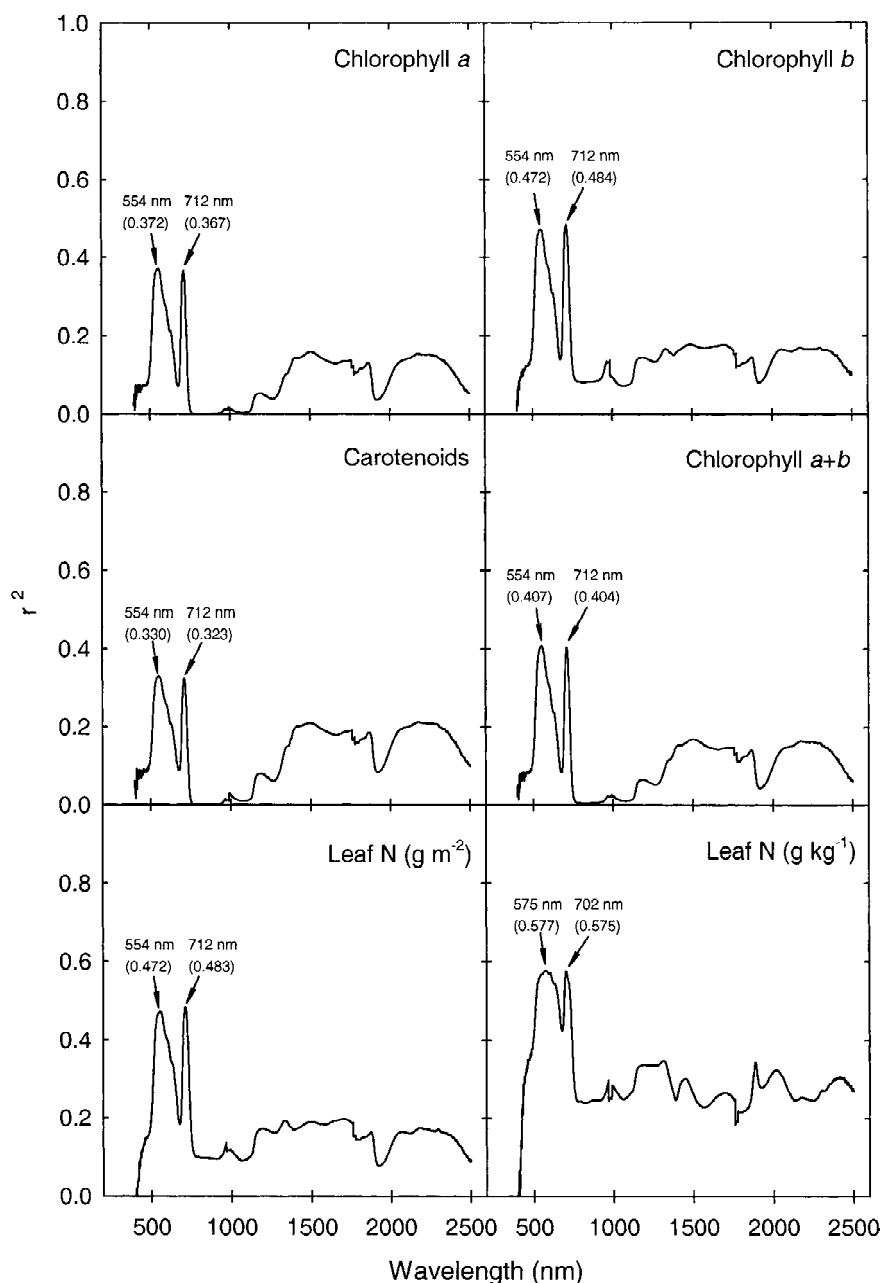 1.0
0.8
0.6
0.4
0.2
0.0
Chlorophyll a
554 nm
(0.372)
712 nm
(0.367)
Chlorophyll b
554 nm
(0.472)
712 nm
(0.484)
0.8
0.6
0.4
0.2
0.0
Carotenoids
554 nm
(0.330)
712 nm
(0.323)
Chlorophyll a+b
554 nm
(0.407)
712 nm
(0.404)
r²
0.8
0.6
0.4
0.2
0.0
Leaf N (g m⁻²)
554 nm
(0.472)
712 nm
(0.483)
Leaf N (g kg⁻¹)
575 nm
(0.577)
702 nm
(0.575)
500 1000 1500 2000 2500
500 1000 1500 2000 2500
Wavelength (nm)